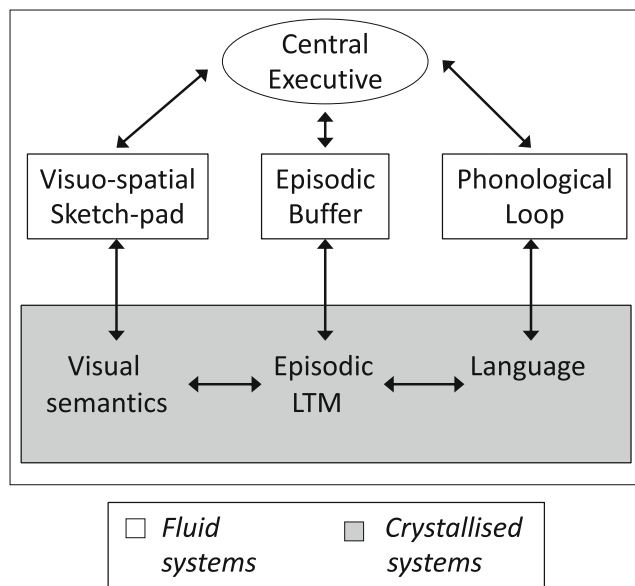 Central
Executive
Visuo-spatial
Sketch-pad
Episodic
Buffer
Phonological
Loop
Visual
semantics
Episodic
LTM
Language
Fluid
systems
Crystallised
systems